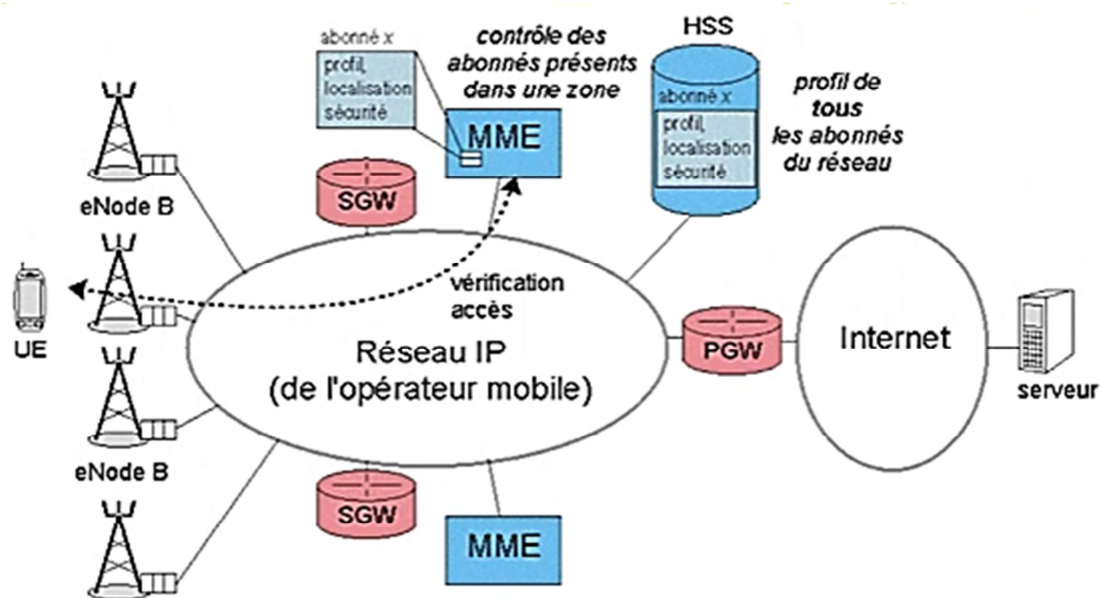 abonné x
profil,
localisation
sécurité
contrôle des
abonnés présents
dans une zone
MME
HSS
abonné x
profil,
localisation
sécurité
profil de
tous
les abonnés
du réseau
eNode B
SGW
vérification
accès
UE
Réseau IP
(de l'opérateur mobile)
PGW
Internet
serveur
eNode B
SGW
MME